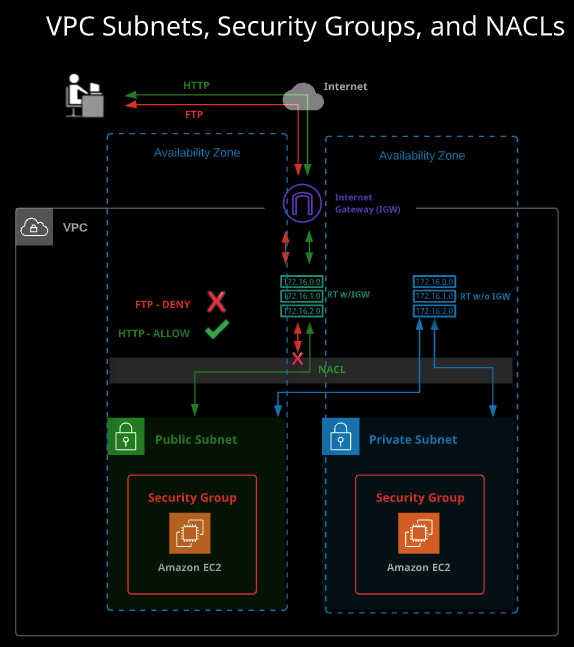 VPC Subnets, Security Groups, and NACLs
HTTP
Internet
FTP
Availability Zone
Availability Zone
Internet
Gateway (IGW)
VPC
172.16.0.0
172.16.1.0
172.16.2.0
RT w/IGW
172.16.0.0
172.16.1.0
172.16.2.0
RT w/o IGW
FTP - DENY
HTTP - ALLOW
NACL
Public Subnet
Private Subnet
Security Group
Security Group
Amazon EC2
Amazon EC2